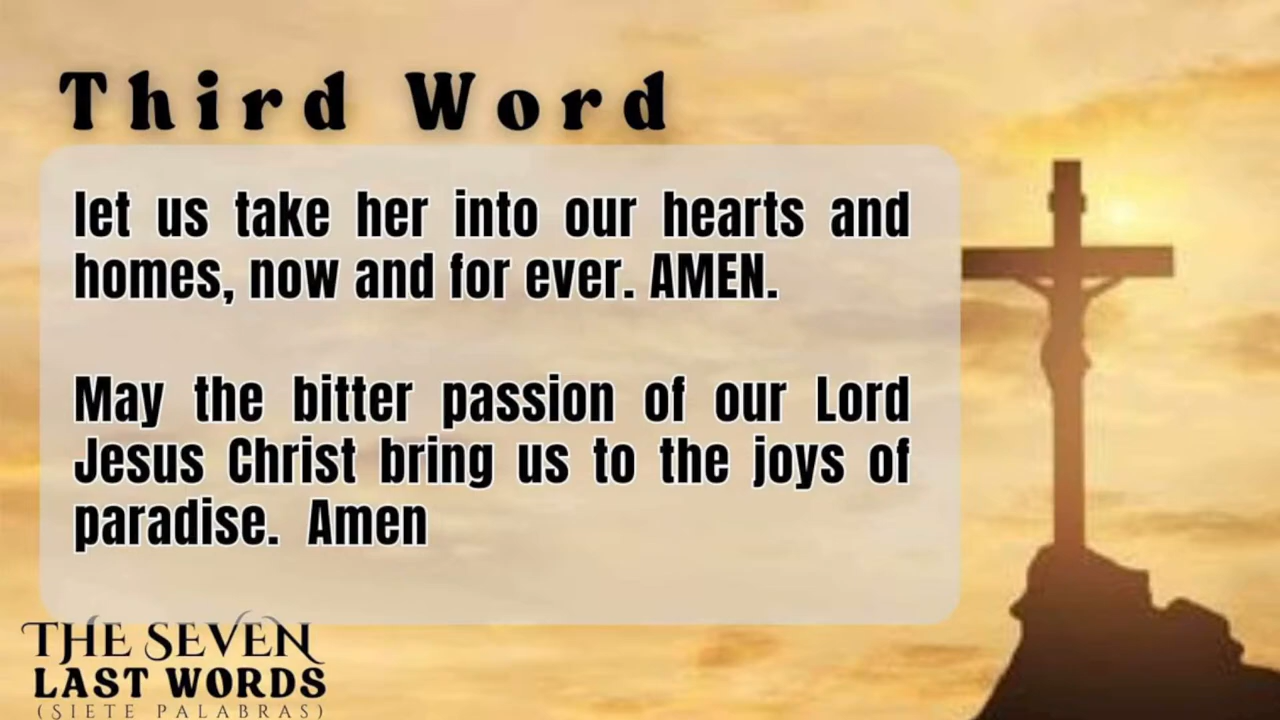 Third Word
let us take her into our hearts and
homes, now and for ever. AMEN.
May the bitter passion of our Lord
Jesus Christ bring us to the joys of
paradise. Amen
THE SEVEN
LAST WORDS
(SIETE PALABRAS)